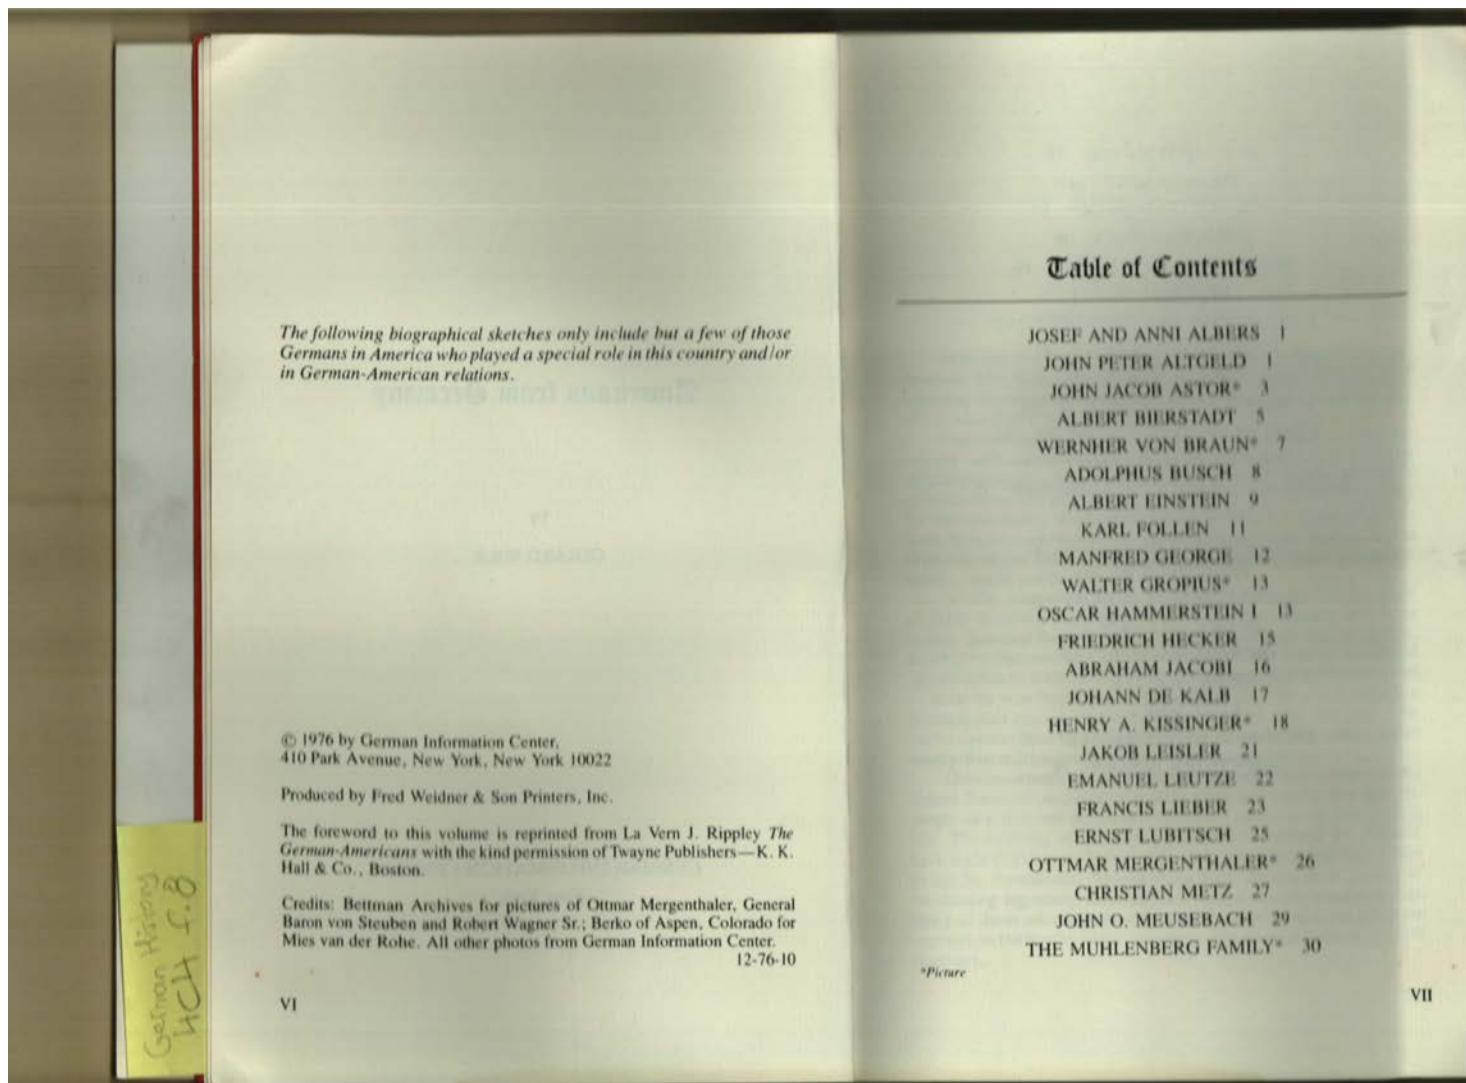 The following biographical sketches only include but a few of those
Germans in America who played a special role in this country and/or
in German-American relations.
© 1976 by German Information Center,
410 Park Avenue, New York, New York 10022
Produced by Fred Weidner & Son Printers, Inc.
The foreword to this volume is reprinted from La Vern J. Rippley The
German-Americans with the kind permission of Twayne Publishers—K. K.
Hall & Co., Boston.
Credits: Bettman Archives for pictures of Ottmar Mergenthaler, General
Baron von Steuben and Robert Wagner Sr.; Berko of Aspen, Colorado for
Mies van der Rohe. All other photos from German Information Center.
12-76-10
VI
German History
HCH f.8
Table of Contents
JOSEF AND ANNI ALBERS 1
JOHN PETER ALTGELD 1
JOHN JACOB ASTOR* 3
ALBERT BIERSTADT 5
WERNHER VON BRAUN* 7
ADOLPHUS BUSCH 8
ALBERT EINSTEIN 9
KARL FOLLEN 11
MANFRED GEORGE 12
WALTER GROPIUS* 13
OSCAR HAMMERSTEIN I 13
FRIEDRICH HECKER 15
ABRAHAM JACOBI 16
JOHANN DE KALB 17
HENRY A. KISSINGER* 18
JAKOB LEISLER 21
EMANUEL LEUTZE 22
FRANCIS LIEBER 23
ERNST LUBITSCH 25
OTTMAR MERGENTHALER* 26
CHRISTIAN METZ 27
JOHN O. MEUSEBACH 29
THE MUHLENBERG FAMILY* 30
*Picture
VII